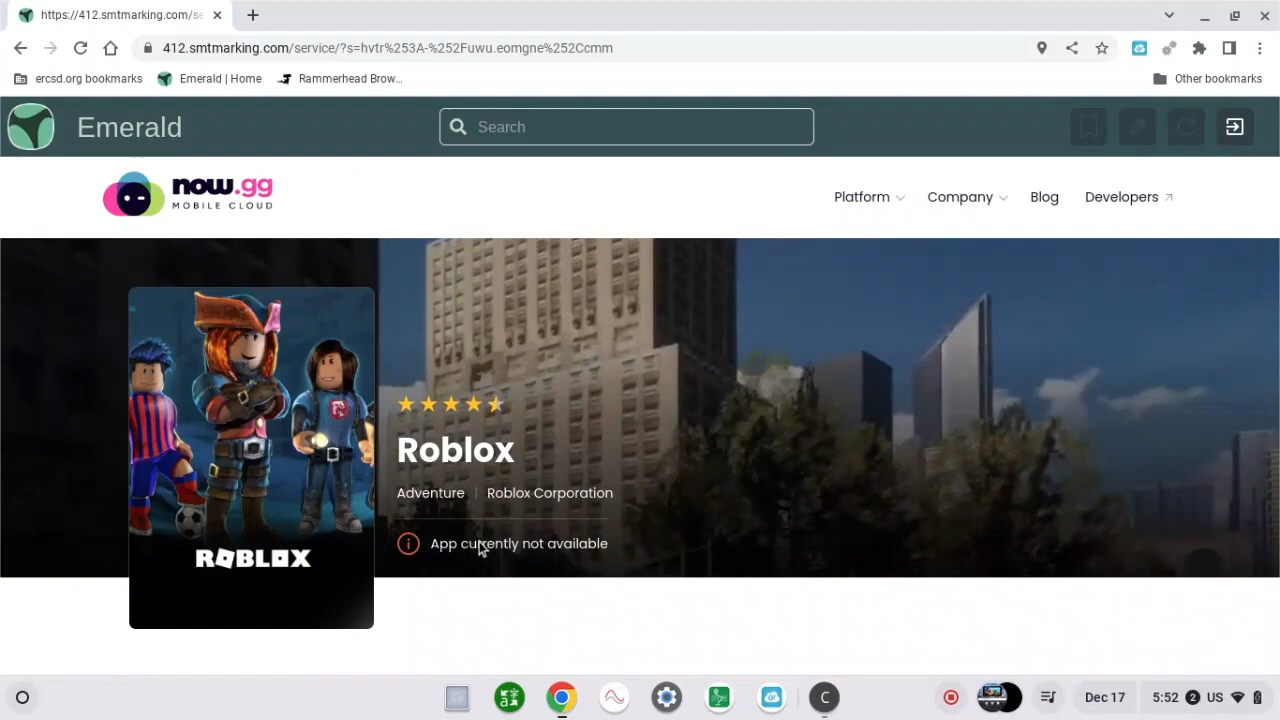 https://412.smtmarking.com/se
412.smtmarking.com/service/?s=hvtr%253A-%252Fuwu.eomgne%252Ccmm
ercsd.org bookmarks
Emerald | Home
Rammerhead Brow...
Other bookmarks
Emerald
Search
now.gg
MOBILE CLOUD
Platform
Company
Blog
Developers
Roblox
Adventure | Roblox Corporation
App currently not available
ROBLOX
C
Dec 17
5:52
2
US